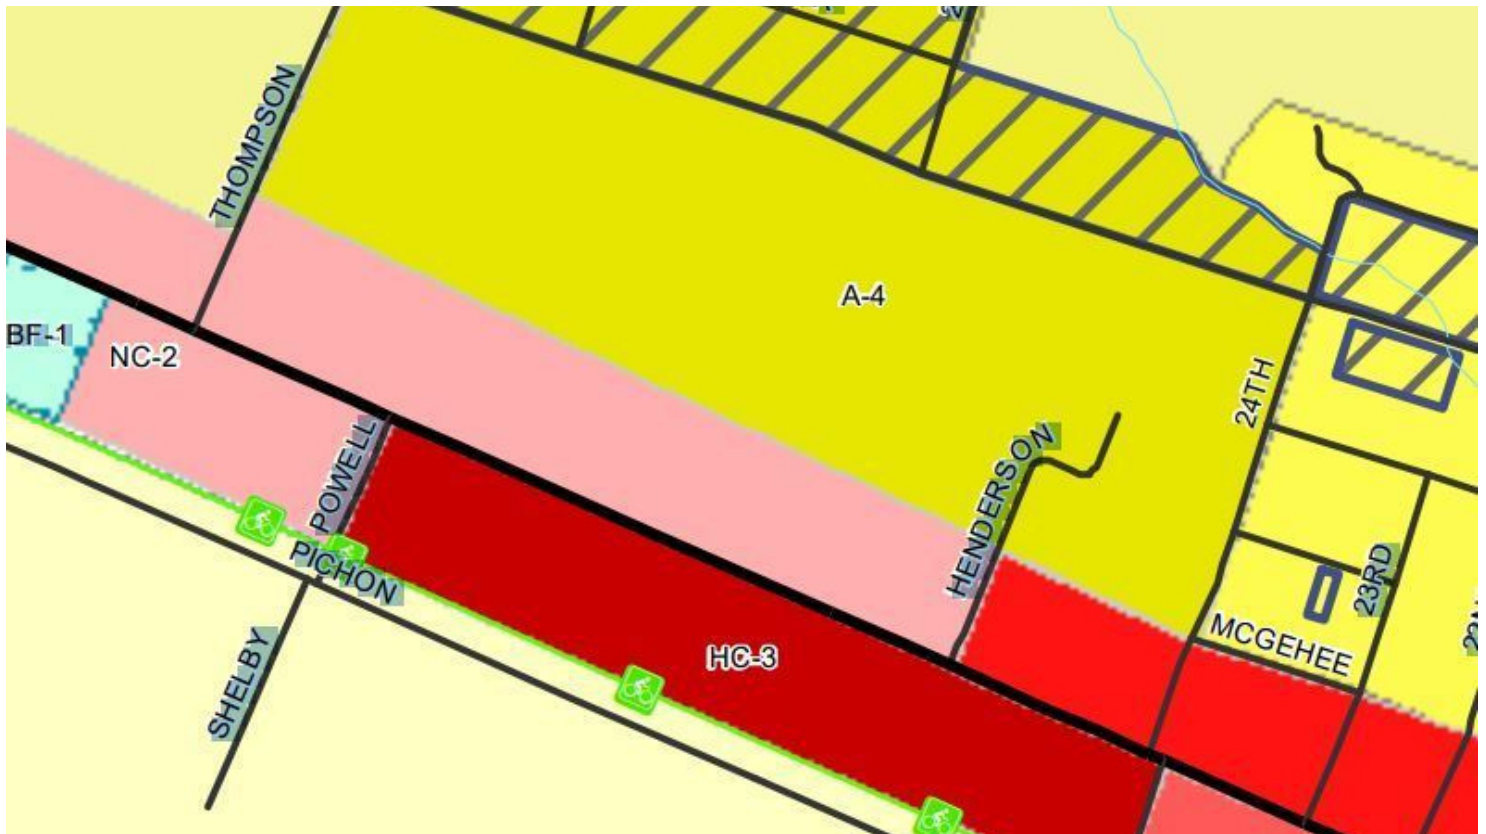 THOMPSON
A-4
BF-1
NC-2
24TH
POWELL
HENDERSON
PICHON
23RD
MCGEHEE
SHELBY
HC-3